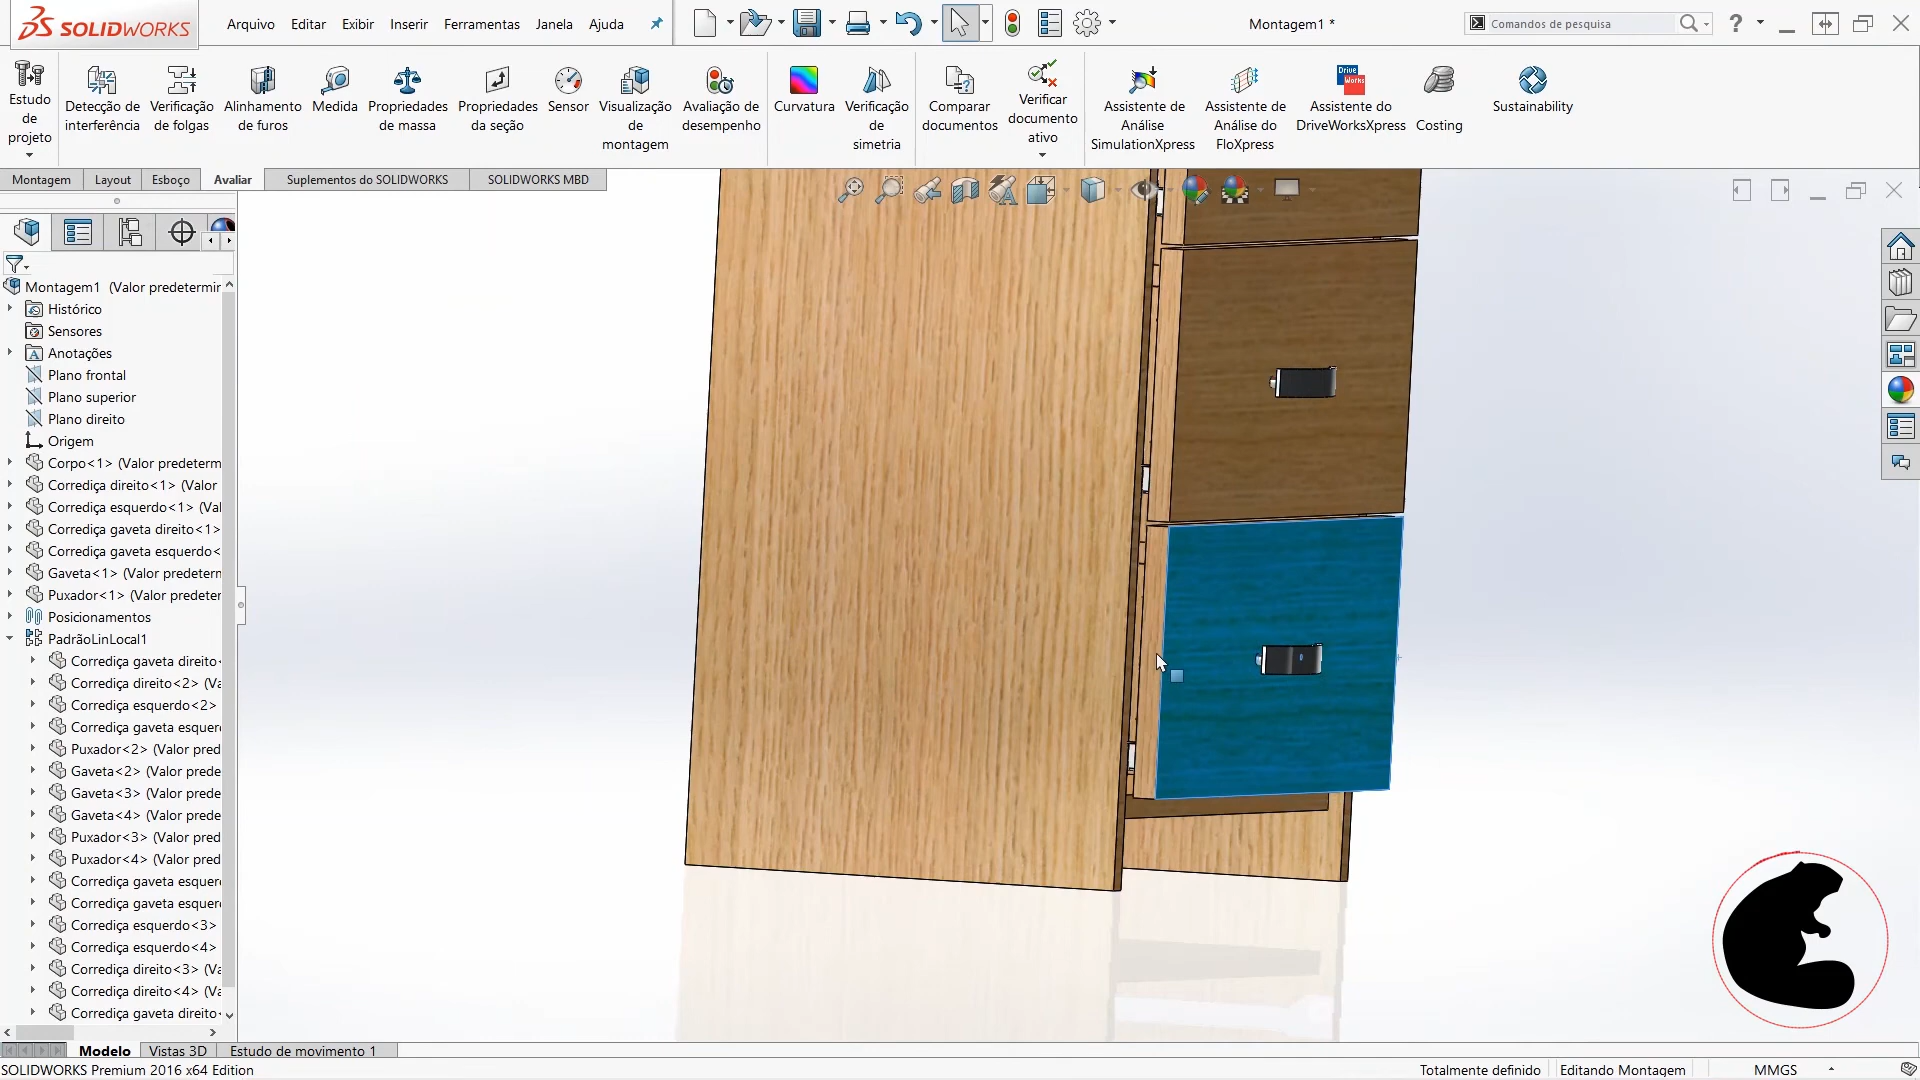 SOLIDWORKS
Arquivo Editar Exibir Inserir Ferramentas Janela Ajuda
Montagem1 *
Comandos de pesquisa
?
Estudo de projeto
Detecção de interferência
Verificação de folgas
Alinhamento de furos
Medida
Propriedades de massa
Propriedades da seção
Sensor
Visualização de montagem
Avaliação de desempenho
Curvatura
Verificação de simetria
Comparar documentos
Verificar documento ativo
Assistente de Análise SimulationXpress
Assistente de Análise do FloXpress
Drive Works
Assistente do DriveWorksXpress
Costing
Sustainability
Montagem Layout Esboço Avaliar Suplementos do SOLIDWORKS SOLIDWORKS MBD
Montagem1 (Valor predetermin
Histórico
Sensores
Anotações
Plano frontal
Plano superior
Plano direito
Origem
Corpo<1> (Valor predeterm
Corrediça direito<1> (Valor
Corrediça esquerdo<1> (Val
Corrediça gaveta direito<1>
Corrediça gaveta esquerdo<
Gaveta<1> (Valor predetern
Puxador<1> (Valor predeter
Posicionamentos
PadrãoLinLocal1
Corrediça gaveta direito<
Corrediça direito<2> (Va
Corrediça esquerdo<2>
Corrediça gaveta esquer
Puxador<2> (Valor pred
Gaveta<2> (Valor prede
Gaveta<3> (Valor prede
Gaveta<4> (Valor prede
Puxador<3> (Valor pred
Puxador<4> (Valor pred
Corrediça gaveta esquer
Corrediça gaveta esquer
Corrediça esquerdo<3>
Corrediça esquerdo<4>
Corrediça direito<3> (Va
Corrediça direito<4> (Va
Corrediça gaveta direito
Modelo Vistas 3D Estudo de movimento 1
SOLIDWORKS Premium 2016 x64 Edition
Totalmente definido Editando Montagem MMGS